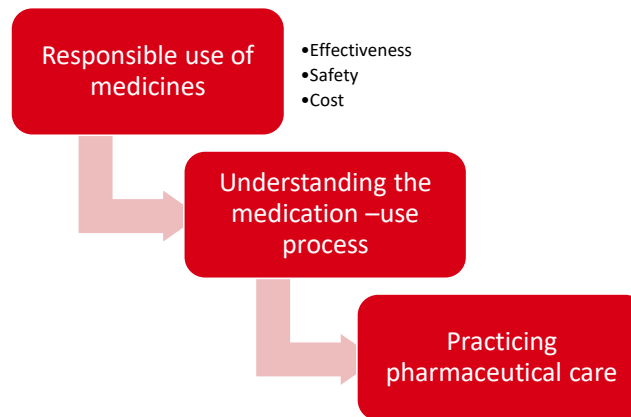 Responsible use of
medicines
•Effectiveness
•Safety
•Cost
Understanding the
medication –use
process
Practicing
pharmaceutical care